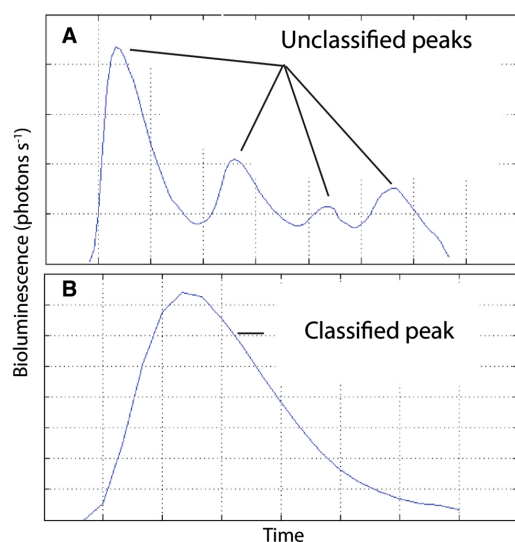 A
Unclassified peaks
Bioluminescence (photons s⁻¹)
B
Classified peak
Time